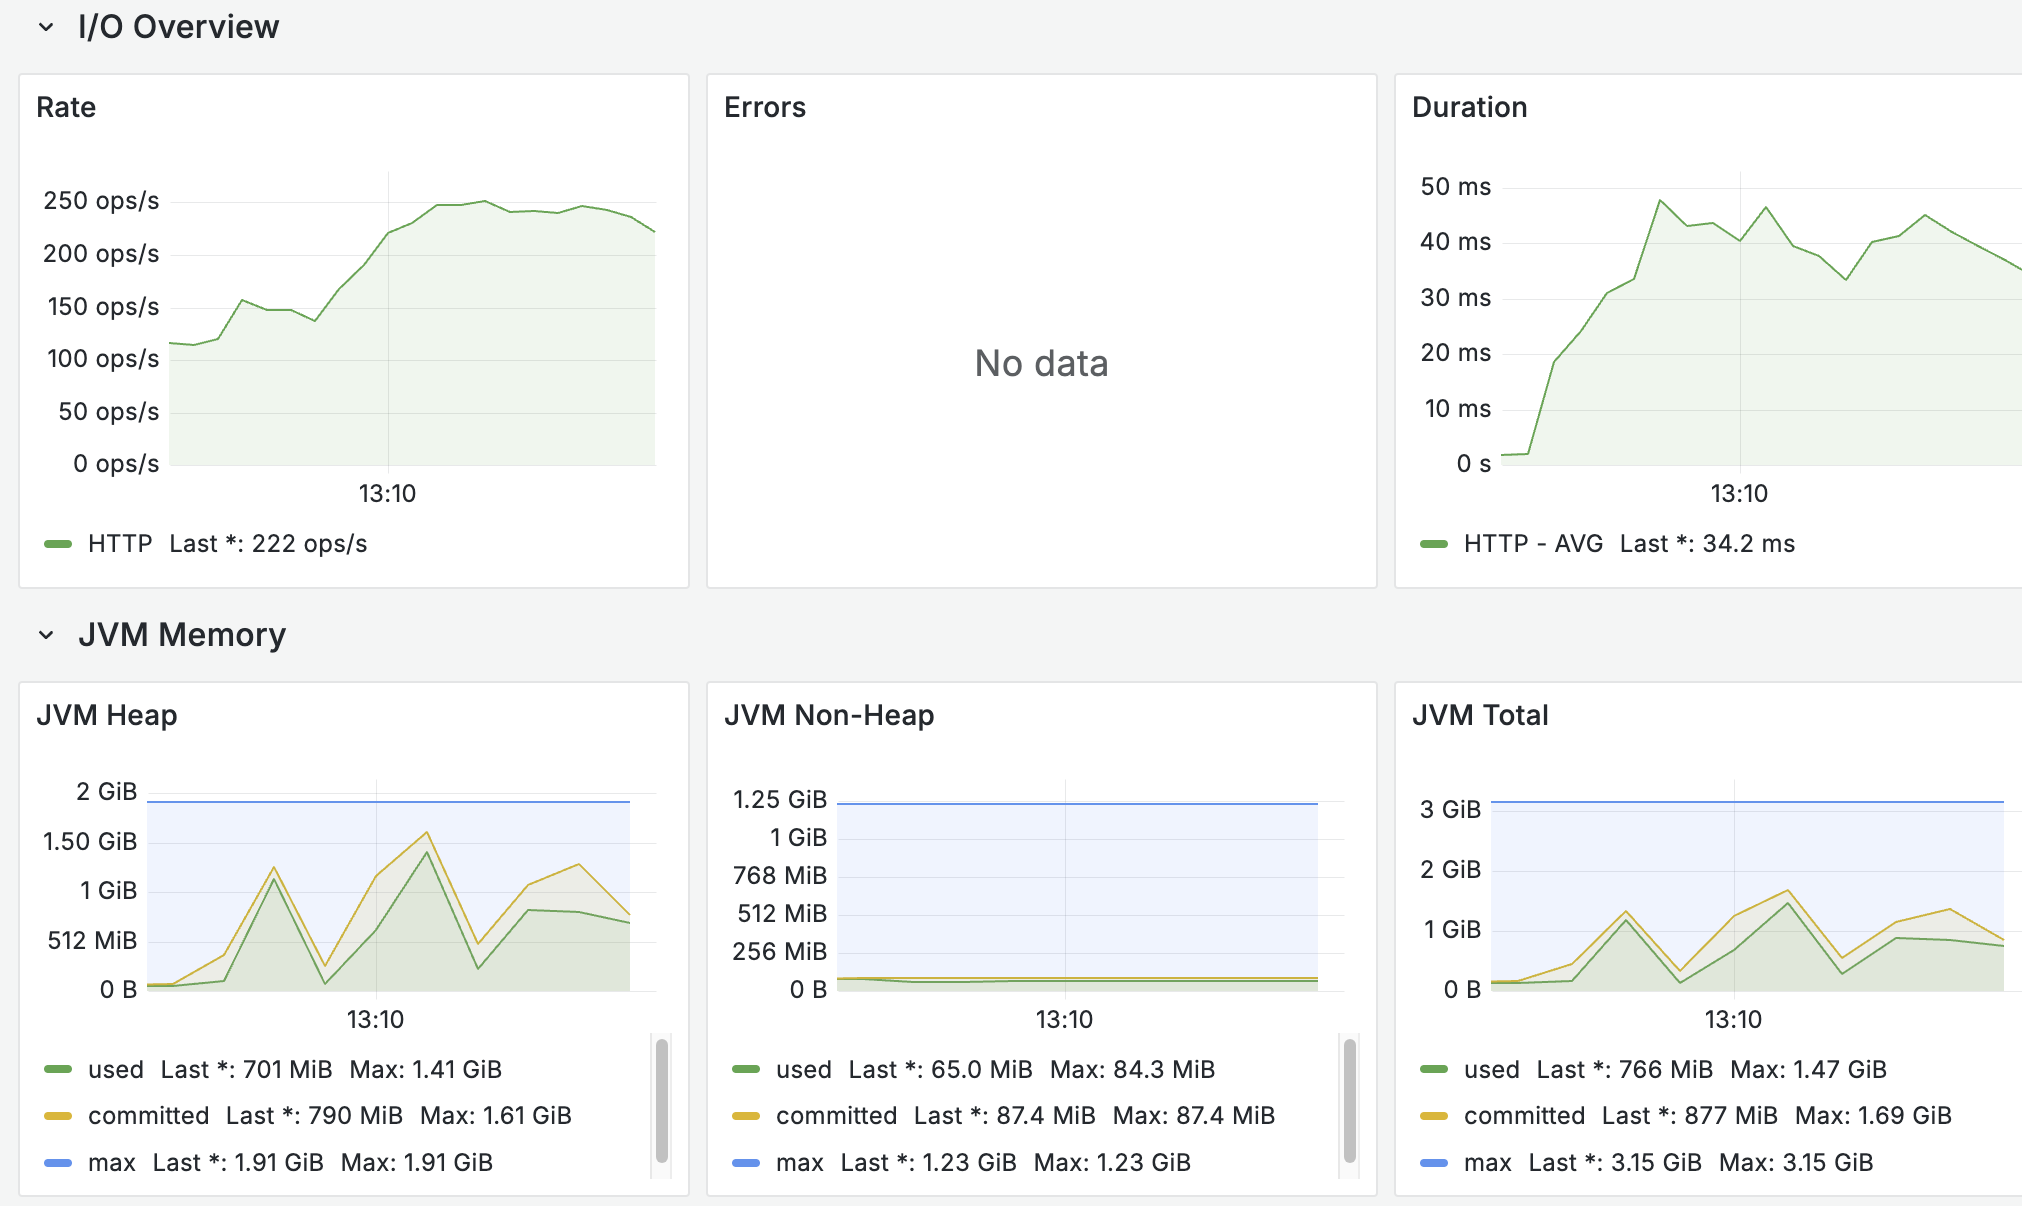 I/O Overview
Rate
250 ops/s
200 ops/s
150 ops/s
100 ops/s
50 ops/s
0 ops/s
13:10
HTTP Last *: 222 ops/s
Errors
No data
Duration
50 ms
40 ms
30 ms
20 ms
10 ms
0 s
13:10
HTTP - AVG Last *: 34.2 ms
JVM Memory
JVM Heap
2 GiB
1.50 GiB
1 GiB
512 MiB
0 B
13:10
used Last *: 701 MiB Max: 1.41 GiB
committed Last *: 790 MiB Max: 1.61 GiB
max Last *: 1.91 GiB Max: 1.91 GiB
JVM Non-Heap
1.25 GiB
1 GiB
768 MiB
512 MiB
256 MiB
0 B
13:10
used Last *: 65.0 MiB Max: 84.3 MiB
committed Last *: 87.4 MiB Max: 87.4 MiB
max Last *: 1.23 GiB Max: 1.23 GiB
JVM Total
3 GiB
2 GiB
1 GiB
0 B
13:10
used Last *: 766 MiB Max: 1.47 GiB
committed Last *: 877 MiB Max: 1.69 GiB
max Last *: 3.15 GiB Max: 3.15 GiB